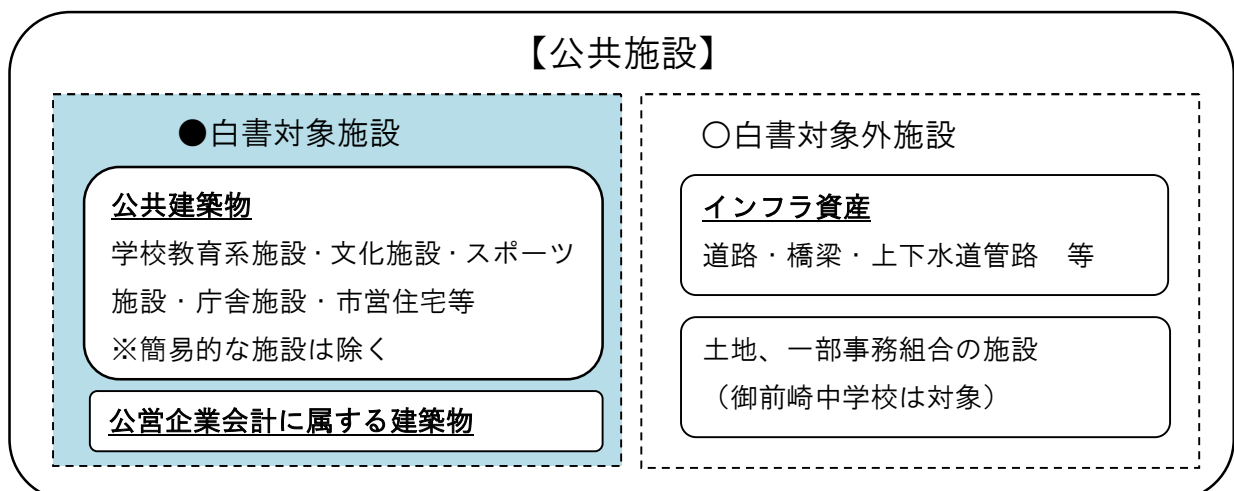 【公共施設】
●白書対象施設
公共建築物
学校教育系施設・文化施設・スポーツ
施設・庁舎施設・市営住宅等
※簡易的な施設は除く
公営企業会計に属する建築物
〇白書対象外施設
インフラ資産
道路・橋梁・上下水道管路　等
土地、一部事務組合の施設
（御前崎中学校は対象）